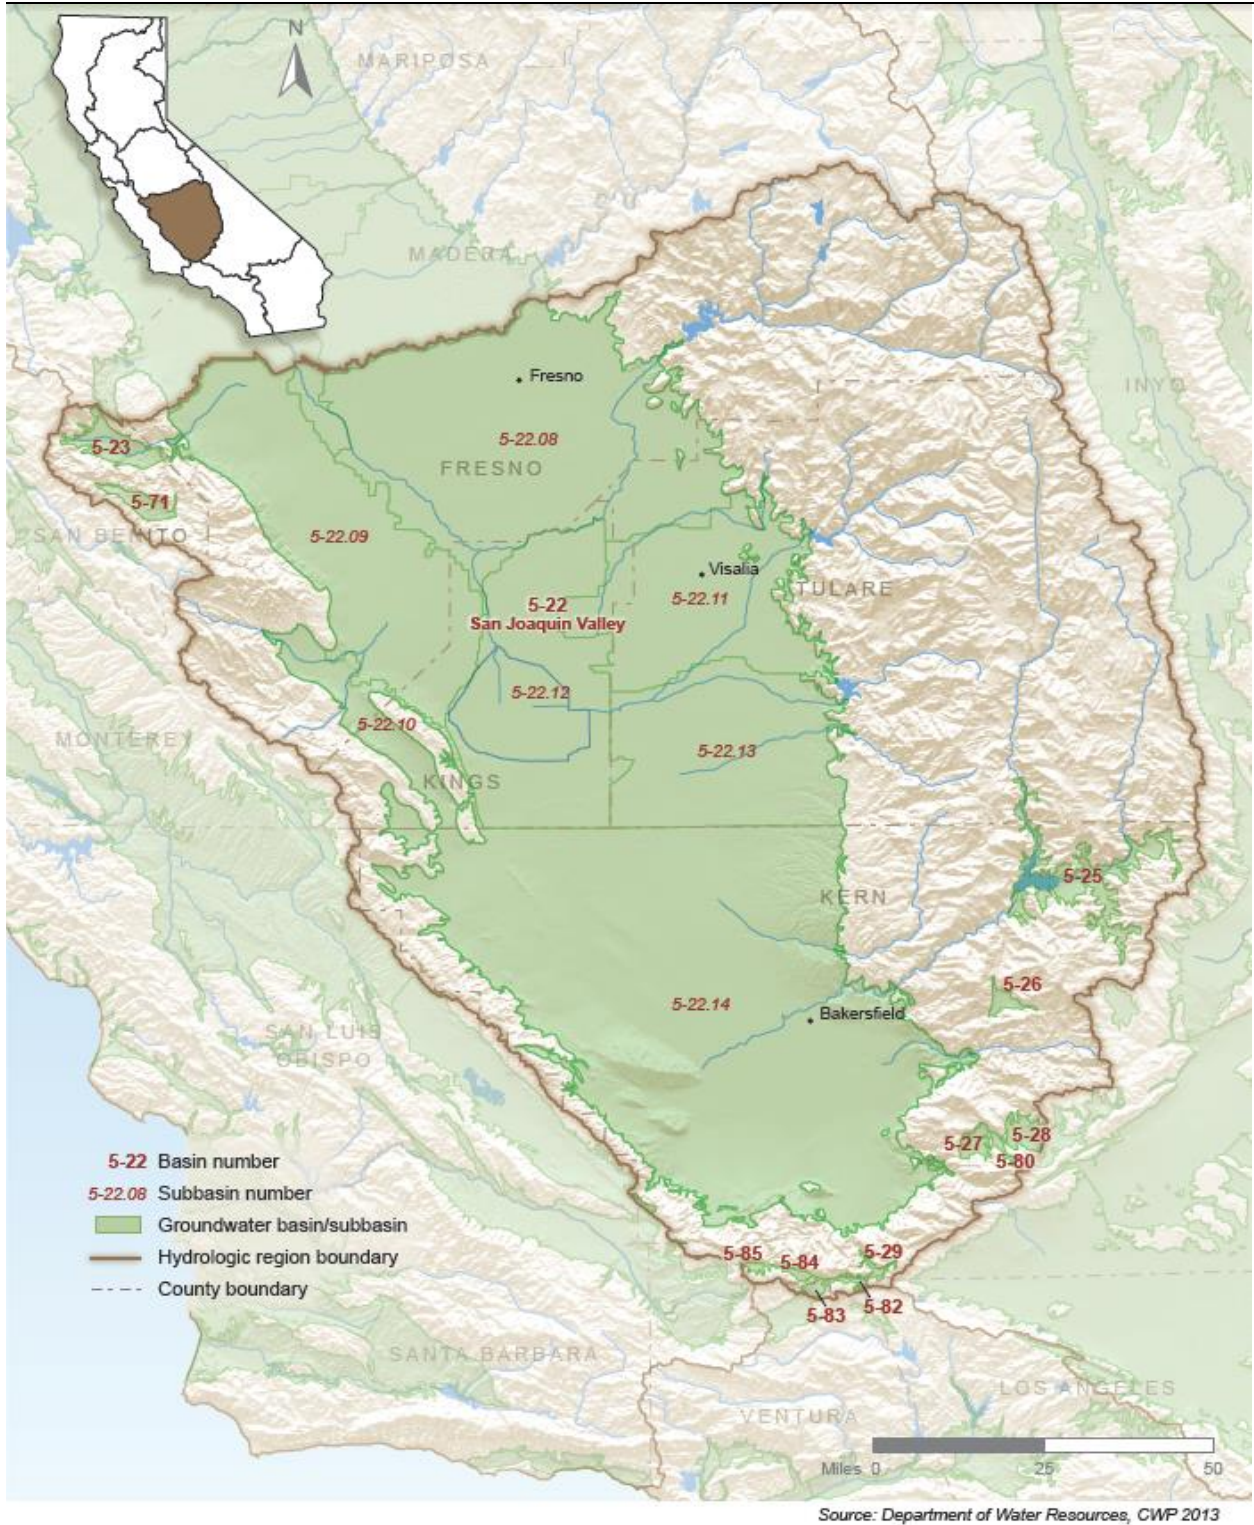 N
MARIPOSA
MADERA
INYO
Fresno
5-22.08
FRESNO
5-23
5-71
SAN BENITO
5-22.09
Visalia
5-22.11
TULARE
5-22
San Joaquin Valley
5-22.12
5-22.10
MONTEREY
5-22.13
KINGS
5-25
KERN
5-26
5-22.14
Bakersfield
SAN LUIS
OBISPO
5-27
5-28
5-80
5-22 Basin number
5-22.08 Subbasin number
Groundwater basin/subbasin
Hydrologic region boundary
County boundary
5-85
5-84
5-29
5-83
5-82
SANTA BARBARA
LOS ANGELES
VENTURA
Miles 0 25 50
Source: Department of Water Resources, CWP 2013